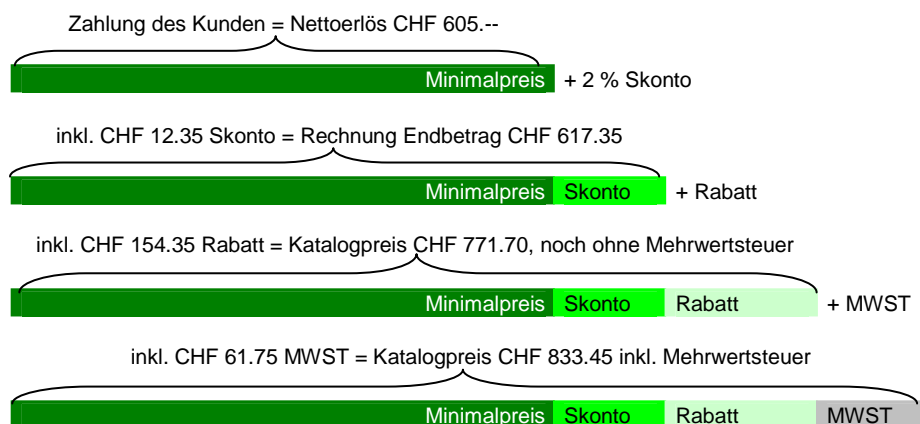 Zahlung des Kunden = Nettoerlös CHF 605.--
Minimalpreis + 2 % Skonto
inkl. CHF 12.35 Skonto = Rechnung Endbetrag CHF 617.35
Minimalpreis Skonto + Rabatt
inkl. CHF 154.35 Rabatt = Katalogpreis CHF 771.70, noch ohne Mehrwertsteuer
Minimalpreis Skonto Rabatt + MWST
inkl. CHF 61.75 MWST = Katalogpreis CHF 833.45 inkl. Mehrwertsteuer
Minimalpreis Skonto Rabatt MWST